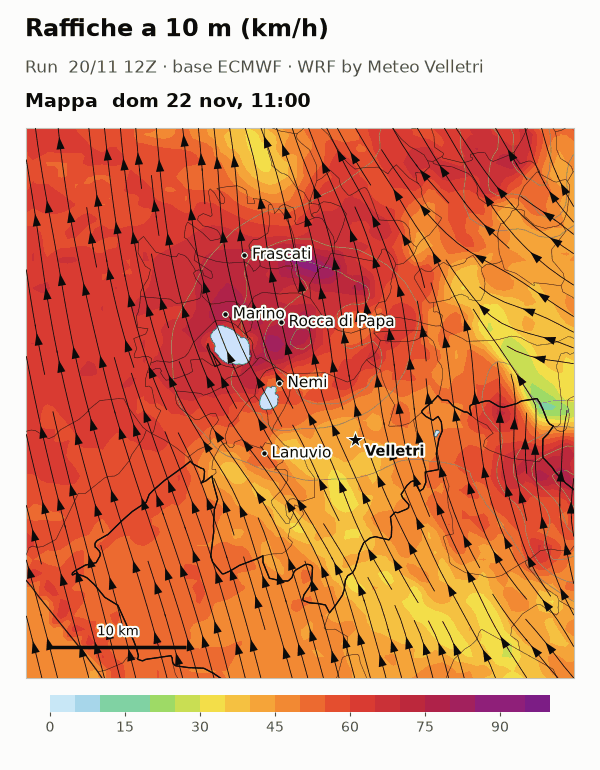 Raffiche a 10 m (km/h)
Run  20/11 12Z · base ECMWF · WRF by Meteo Velletri
Mappa  dom 22 nov, 11:00
Frascati
Marino
Rocca di Papa
Nemi
Velletri
Lanuvio
10 km
0 15 30 45 60 75 90